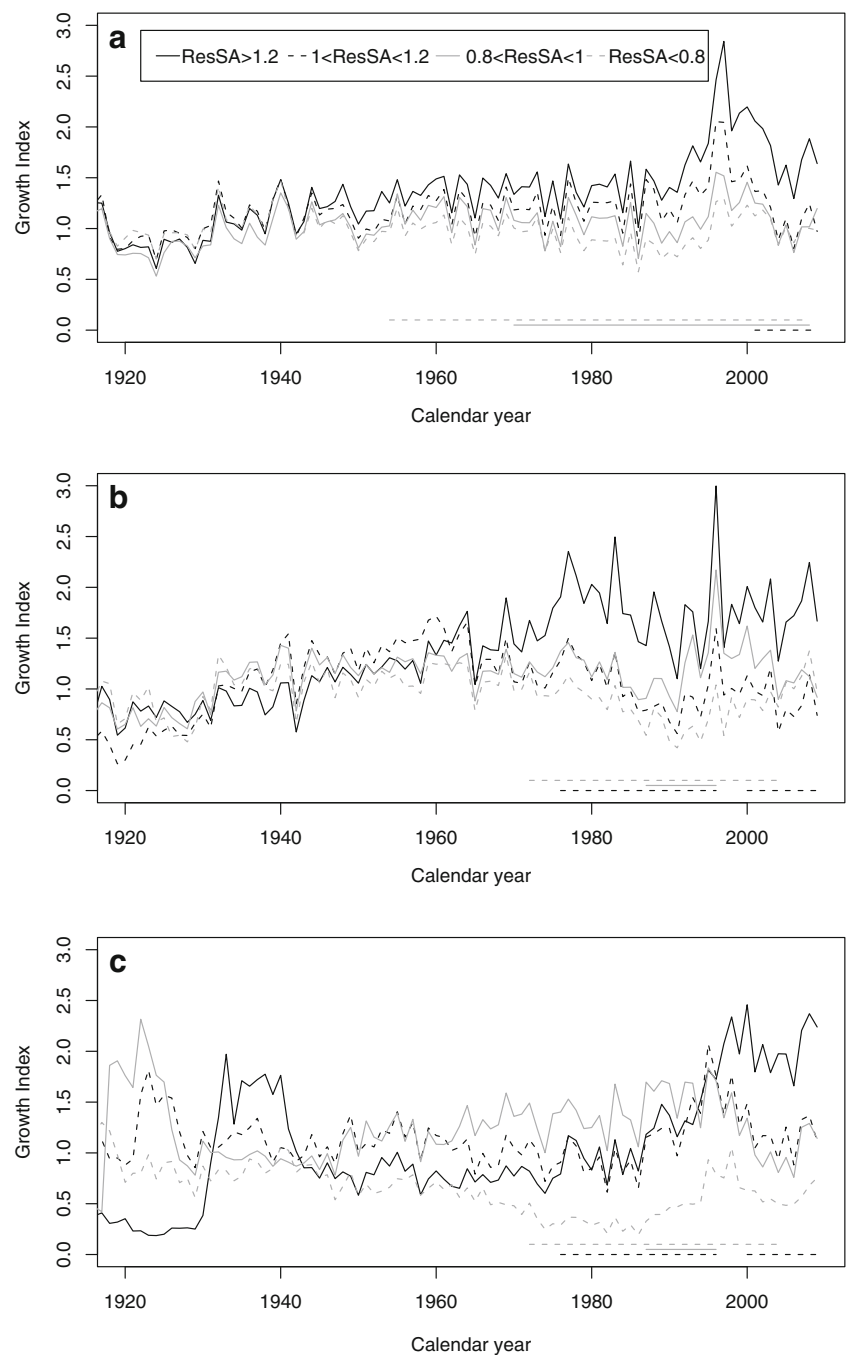 a
ResSA>1.2 1<ResSA<1.2 0.8<ResSA<1 ResSA<0.8
Growth Index
3.0
2.5
2.0
1.5
1.0
0.5
0.0
1920 1940 1960 1980 2000
Calendar year
b
Growth Index
3.0
2.5
2.0
1.5
1.0
0.5
0.0
1920 1940 1960 1980 2000
Calendar year
c
Growth Index
3.0
2.5
2.0
1.5
1.0
0.5
0.0
1920 1940 1960 1980 2000
Calendar year